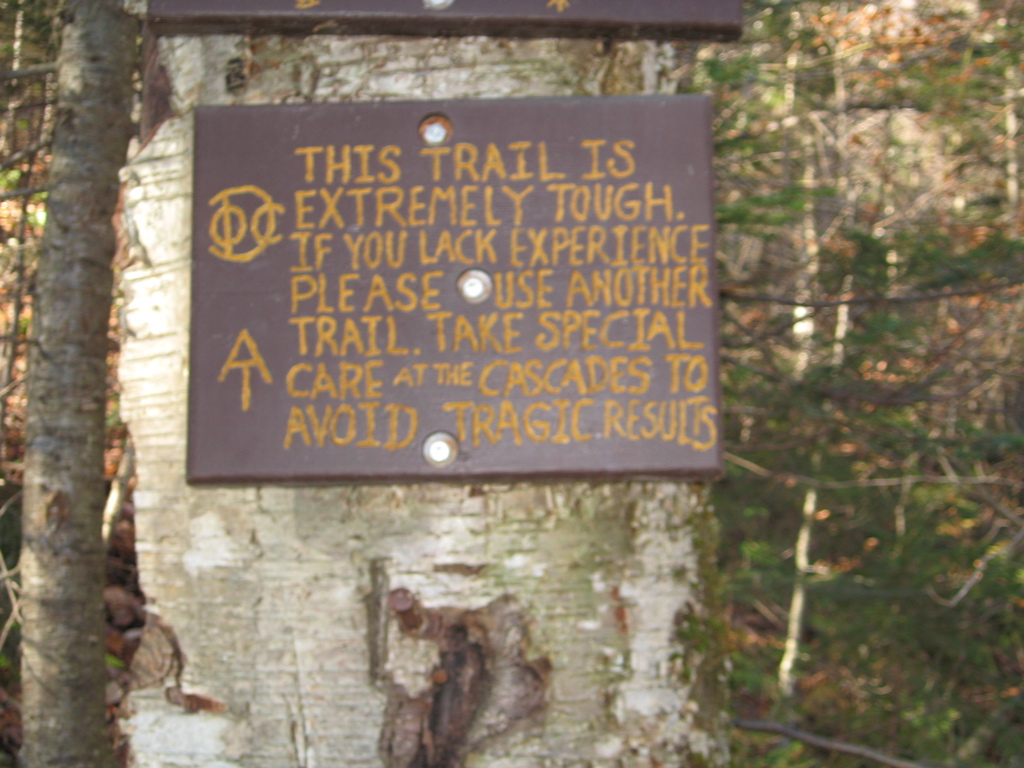 THIS TRAIL IS
EXTREMELY TOUGH.
IF YOU LACK EXPERIENCE
PLEASE USE ANOTHER
TRAIL. TAKE SPECIAL
CARE AT THE CASCADES TO
AVOID TRAGIC RESULTS
DOC
AT